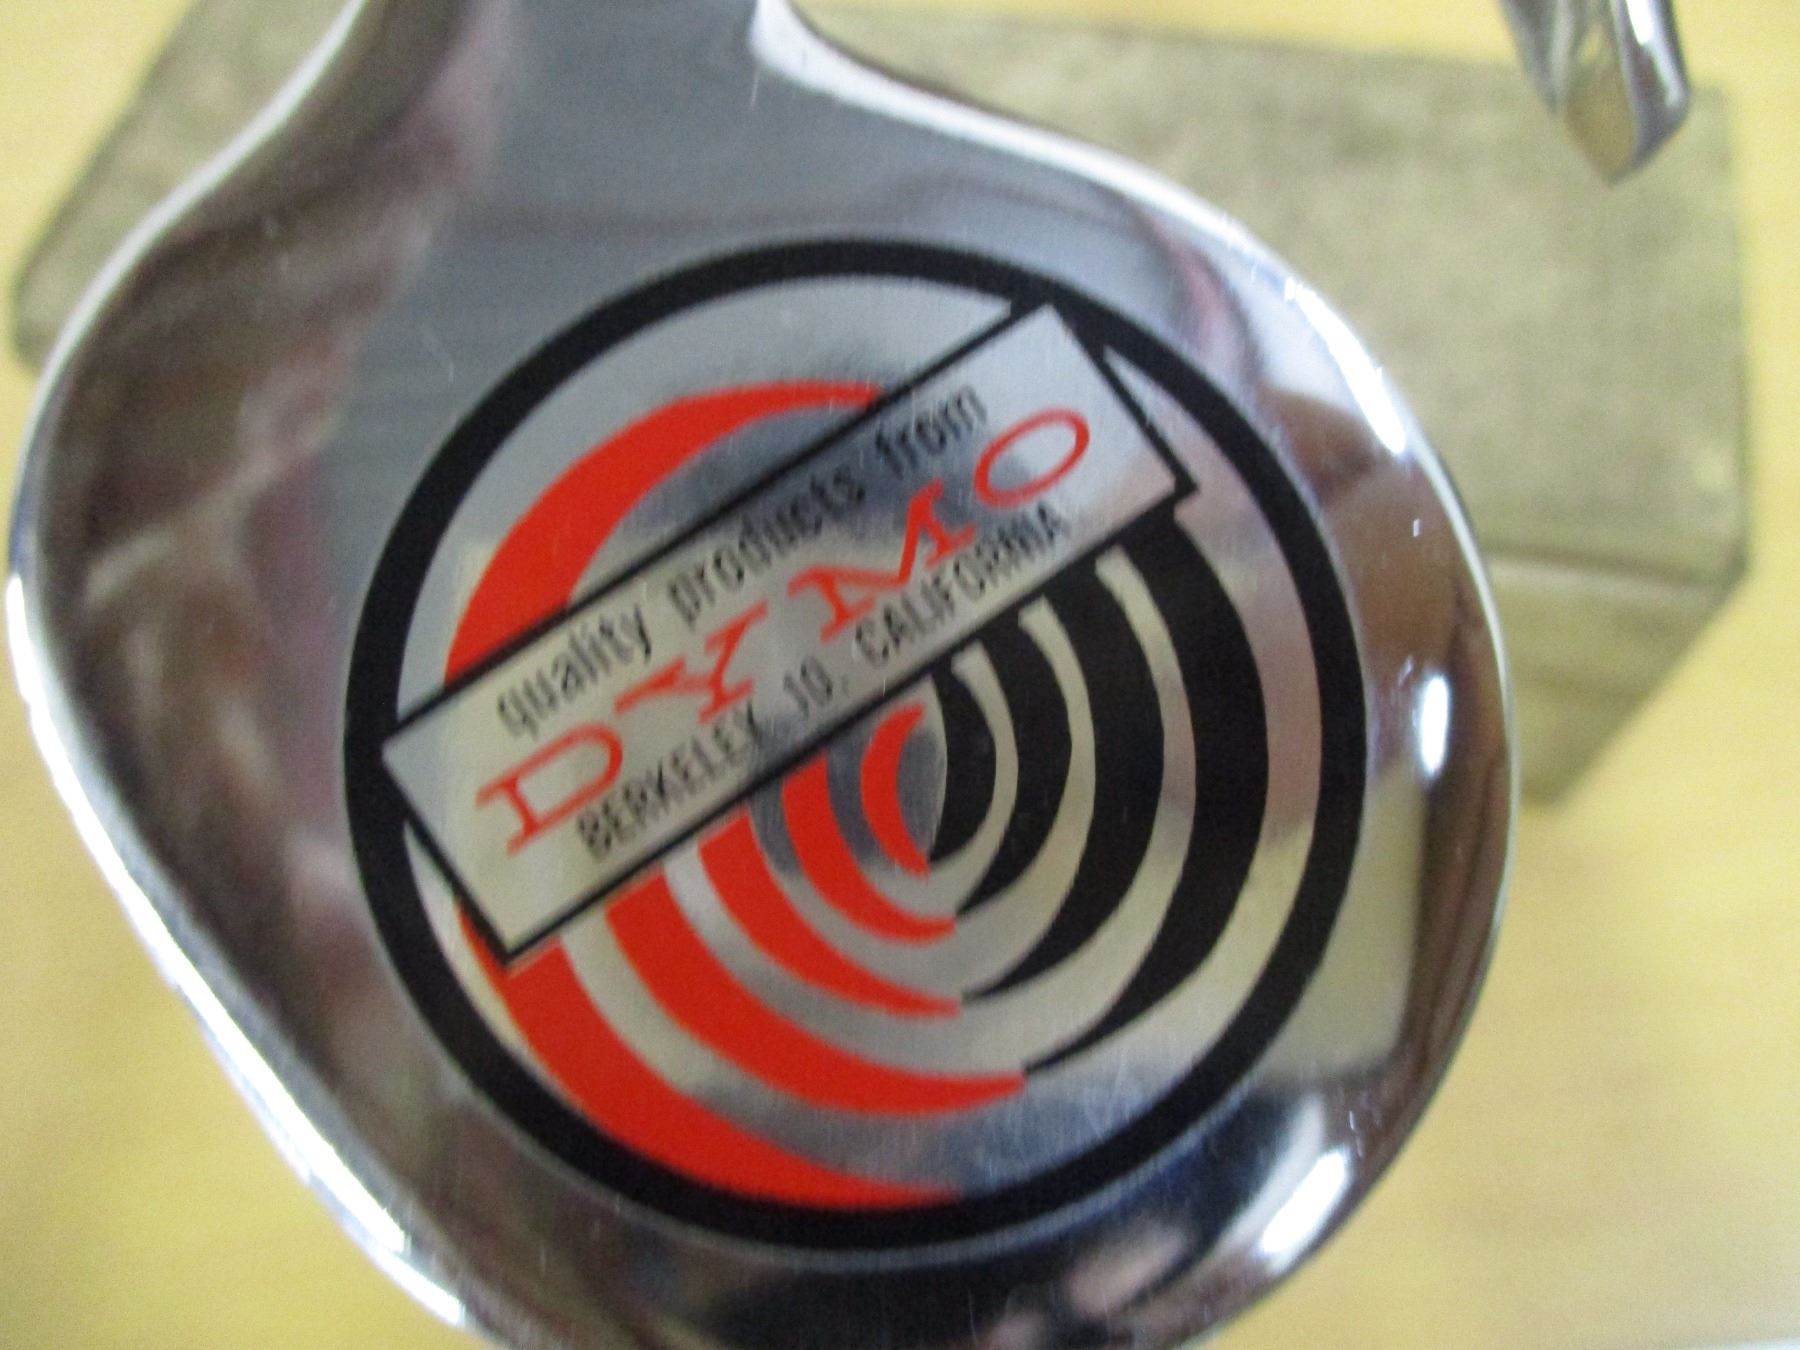 quality products from
DYMO
BERKELEY 10, CALIFORNIA